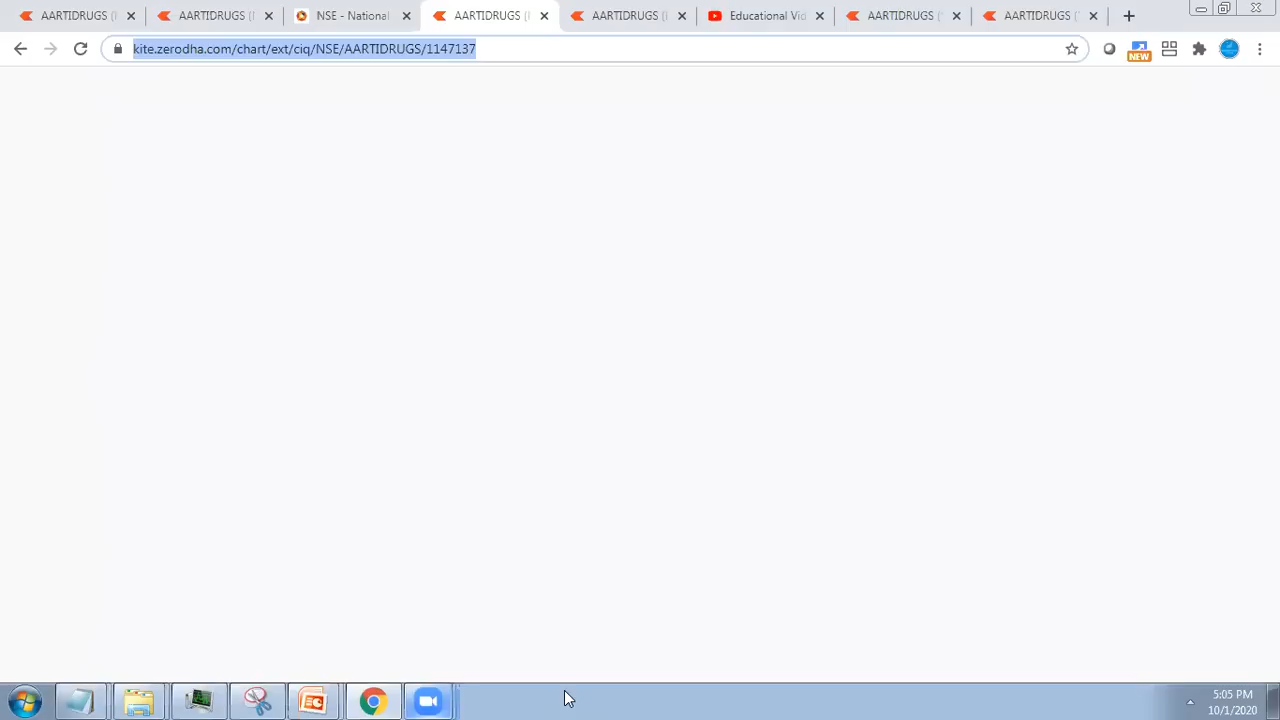 AARTIDRUGS (
AARTIDRUGS (
NSE - National
AARTIDRUGS (
AARTIDRUGS (
Educational Vid
AARTIDRUGS (
AARTIDRUGS (
kite.zerodha.com/chart/ext/ciq/NSE/AARTIDRUGS/1147137
NEW
5:05 PM
10/1/2020